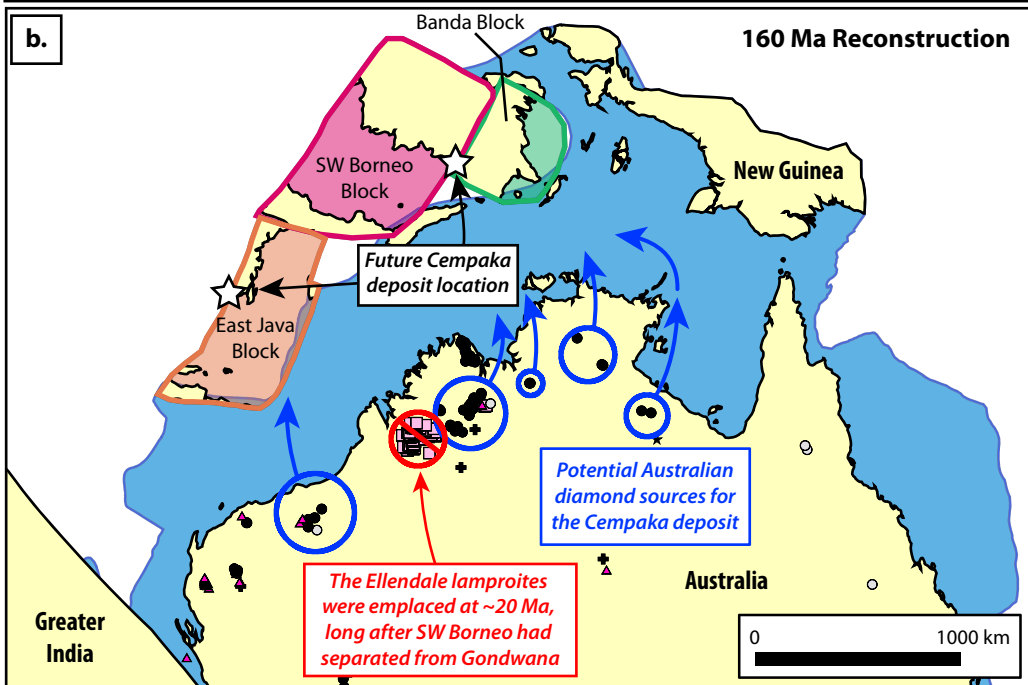 b.
Banda Block
160 Ma Reconstruction
SW Borneo
Block
New Guinea
Future Cempaka
deposit location
East Java
Block
Potential Australian
diamond sources for
the Cempaka deposit
The Ellendale lamproites
were emplaced at ~20 Ma,
long after SW Borneo had
separated from Gondwana
Australia
Greater
India
0 1000 km